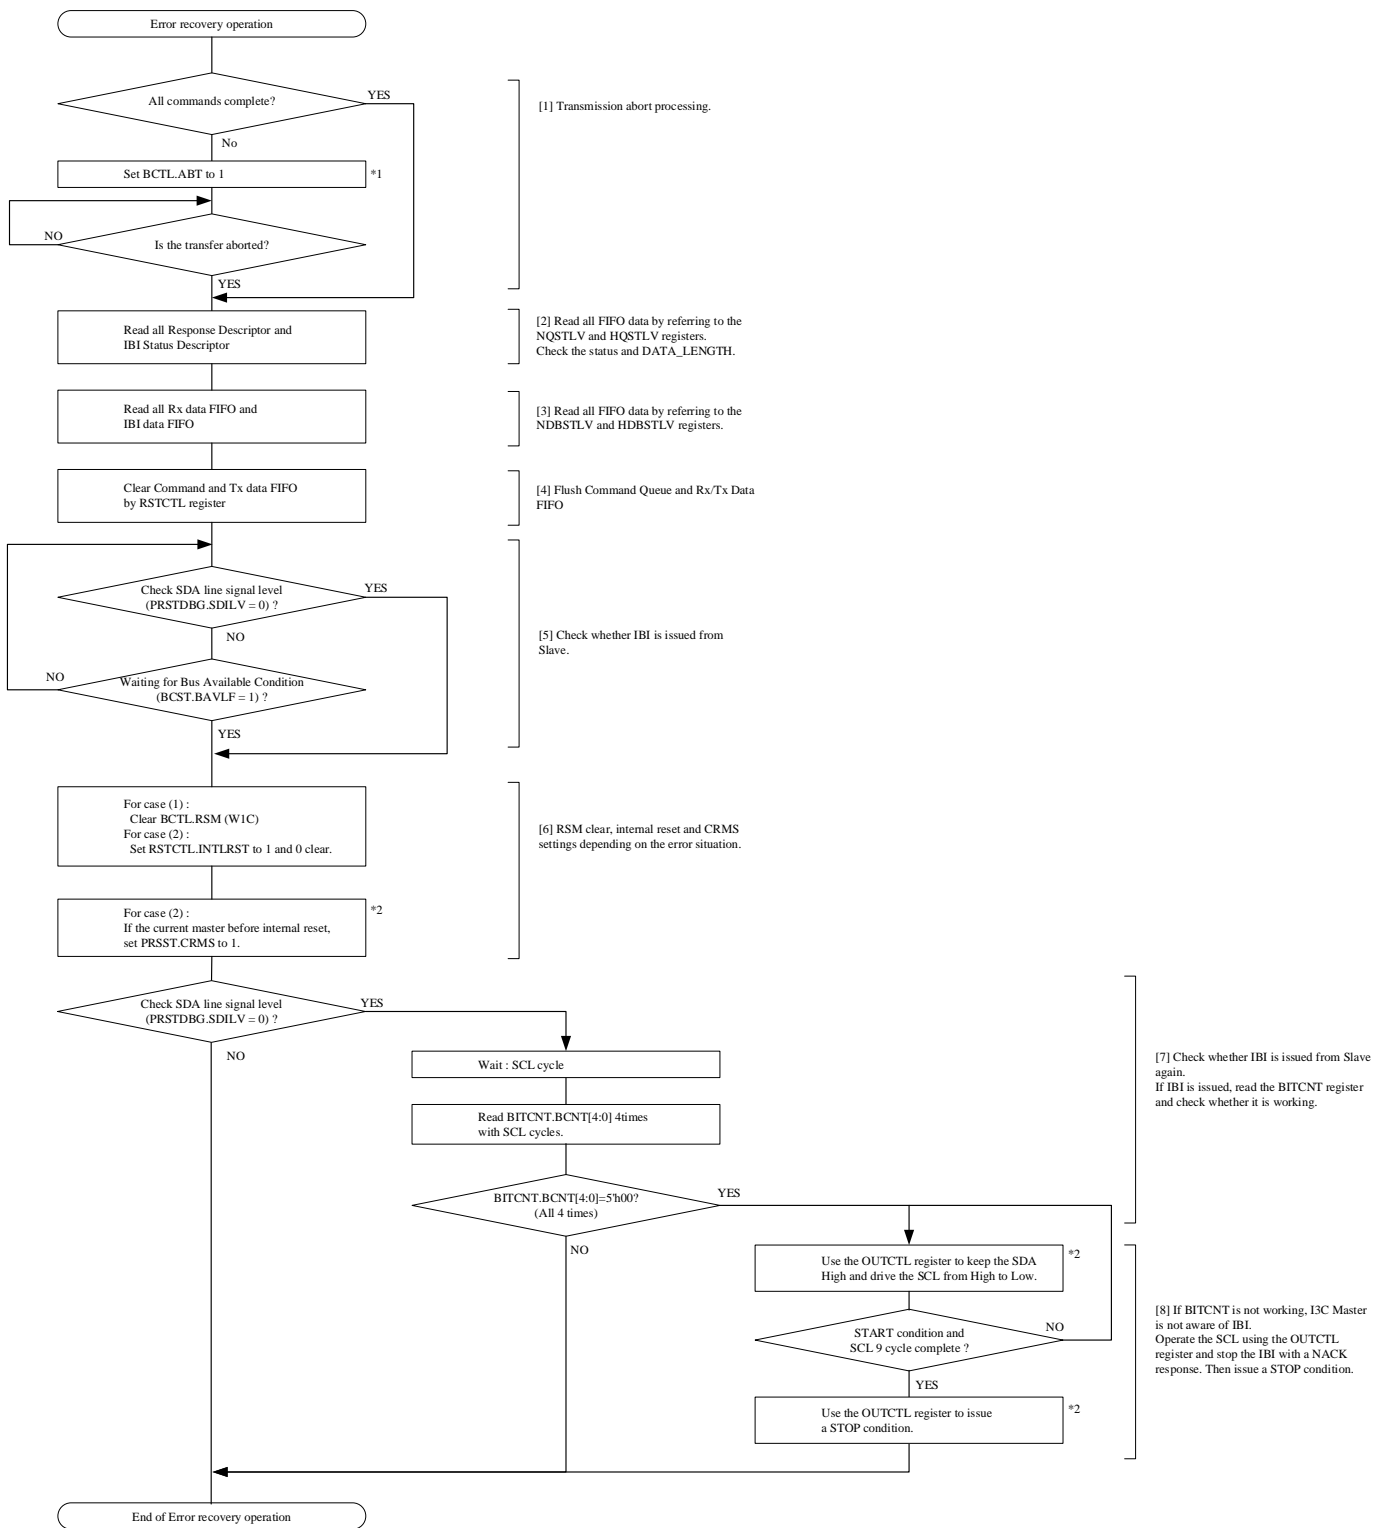 Error recovery operation
All commands complete?
YES
No
[1] Transmission abort processing.
Set BCTL.ABT to 1
*1
NO
Is the transfer aborted?
YES
Read all Response Descriptor and
IBI Status Descriptor
[2] Read all FIFO data by referring to the
NQSTLV and HQSTLV registers.
Check the status and DATA_LENGTH.
Read all Rx data FIFO and
IBI data FIFO
[3] Read all FIFO data by referring to the
NDBSTLV and HDBSTLV registers.
Clear Command and Tx data FIFO
by RSTCTL register
[4] Flush Command Queue and Rx/Tx Data
FIFO
Check SDA line signal level
(PRSTDBG.SDILV = 0) ?
YES
NO
[5] Check whether IBI is issued from
Slave.
NO
Waiting for Bus Available Condition
(BCST.BAVLF = 1) ?
YES
For case (1) :
Clear BCTL.RSM (W1C)
For case (2) :
Set RSTCTL.INTLRST to 1 and 0 clear.
[6] RSM clear, internal reset and CRMS
settings depending on the error situation.
For case (2) :
If the current master before internal reset,
set PRSST.CRMS to 1.
*2
Check SDA line signal level
(PRSTDBG.SDILV = 0) ?
YES
NO
Wait : SCL cycle
Read BITCNT.BCNT[4:0] 4times
with SCL cycles.
[7] Check whether IBI is issued from Slave
again.
If IBI is issued, read the BITCNT register
and check whether it is working.
BITCNT.BCNT[4:0]=5'h00?
(All 4 times)
YES
NO
Use the OUTCTL register to keep the SDA
High and drive the SCL from High to Low.
*2
START condition and
SCL 9 cycle complete ?
NO
YES
[8] If BITCNT is not working, I3C Master
is not aware of IBI.
Operate the SCL using the OUTCTL
register and stop the IBI with a NACK
response. Then issue a STOP condition.
Use the OUTCTL register to issue
a STOP condition.
*2
End of Error recovery operation